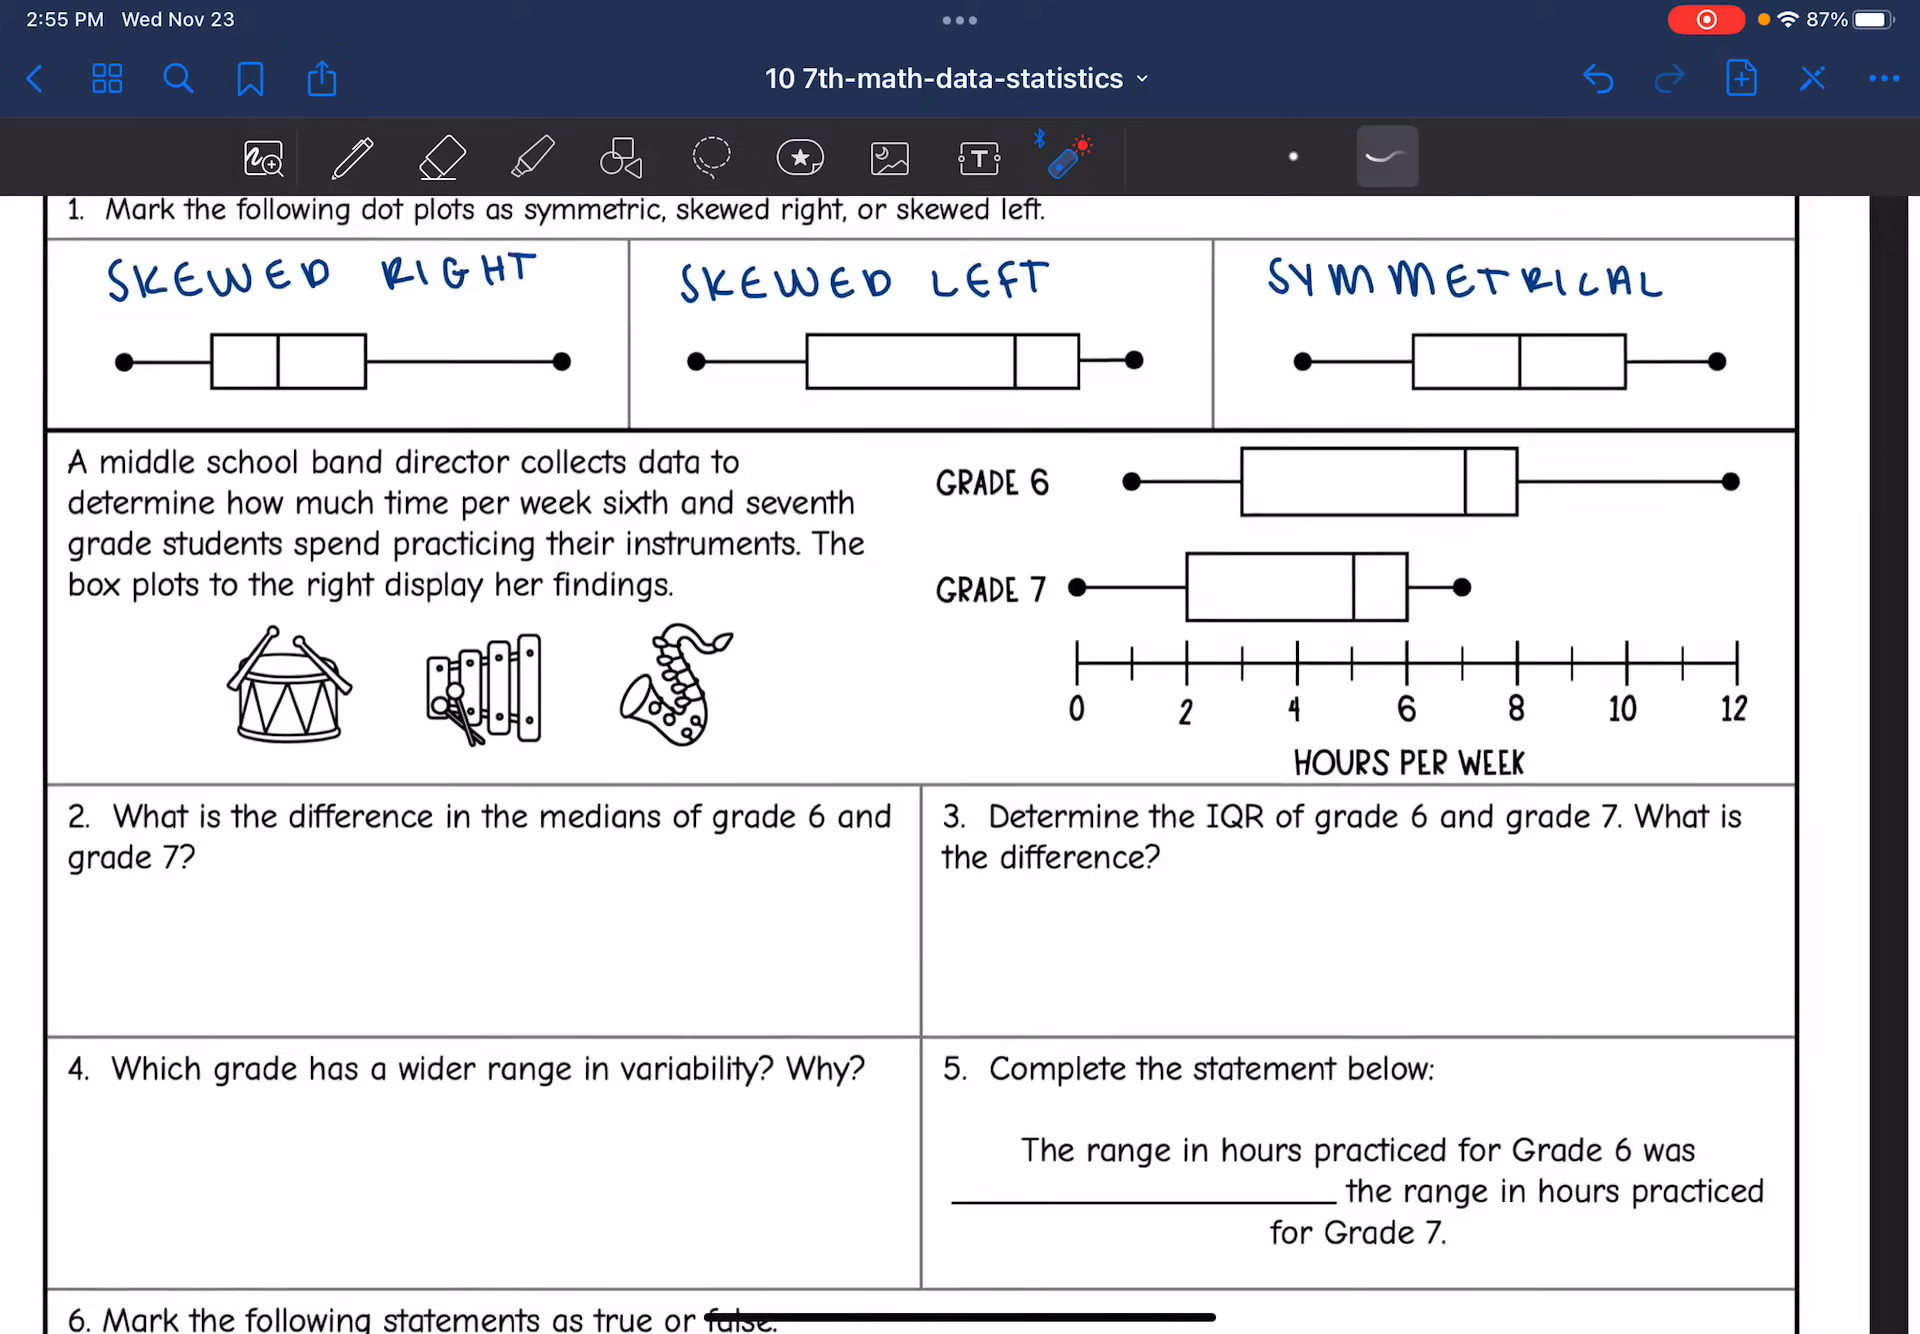 2:55 PM Wed Nov 23
87%
10 7th-math-data-statistics
T
1. Mark the following dot plots as symmetric, skewed right, or skewed left.
SKEWED RIGHT
SKEWED LEFT
SYMMETRICAL
A middle school band director collects data to
determine how much time per week sixth and seventh
grade students spend practicing their instruments. The
box plots to the right display her findings.
GRADE 6
GRADE 7
0 2 4 6 8 10 12
HOURS PER WEEK
2. What is the difference in the medians of grade 6 and
grade 7?
3. Determine the IQR of grade 6 and grade 7. What is
the difference?
4. Which grade has a wider range in variability? Why?
5. Complete the statement below:
The range in hours practiced for Grade 6 was
____________________ the range in hours practiced
for Grade 7.
6. Mark the following statements as true or false.